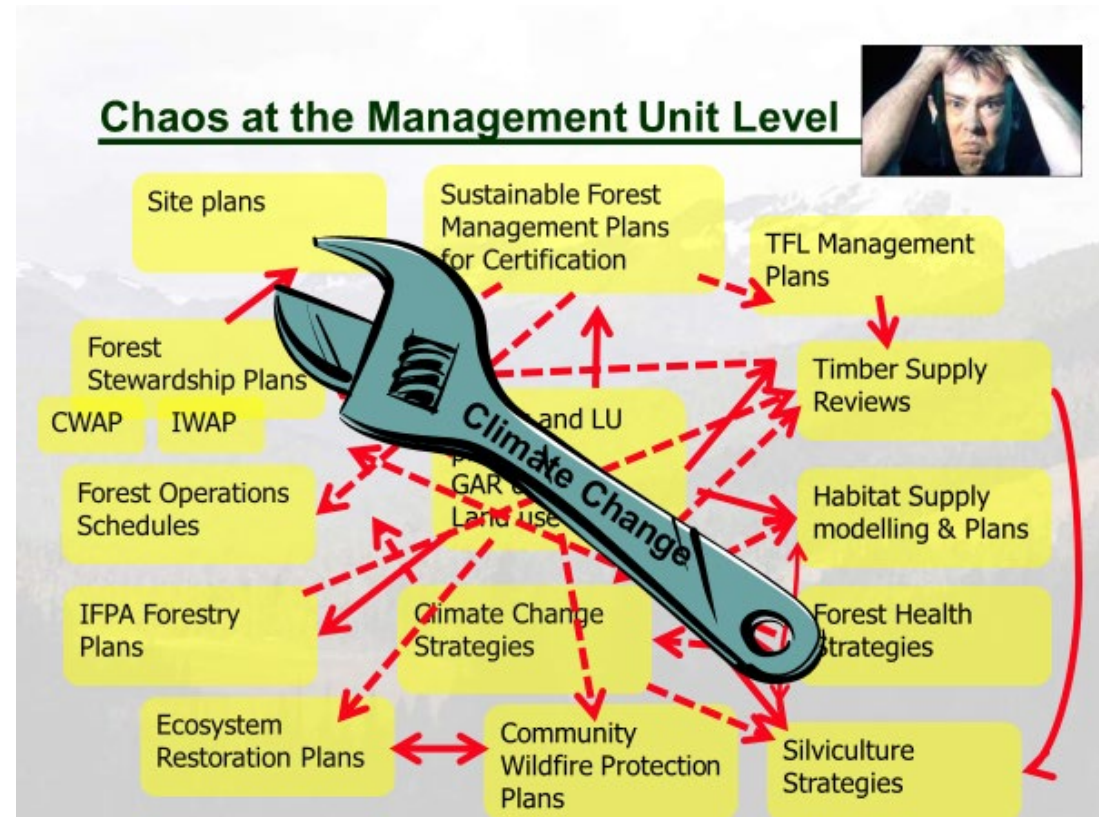 Chaos at the Management Unit Level
Site plans
Sustainable Forest
Management Plans
for Certification
TFL Management
Plans
Forest
Stewardship Plans
Timber Supply
Reviews
CWAP
IWAP
and LU
GAR
Land use
Climate Change
Forest Operations
Schedules
Habitat Supply
modelling & Plans
IFPA Forestry
Plans
Climate Change
Strategies
Forest Health
Strategies
Ecosystem
Restoration Plans
Community
Wildfire Protection
Plans
Silviculture
Strategies